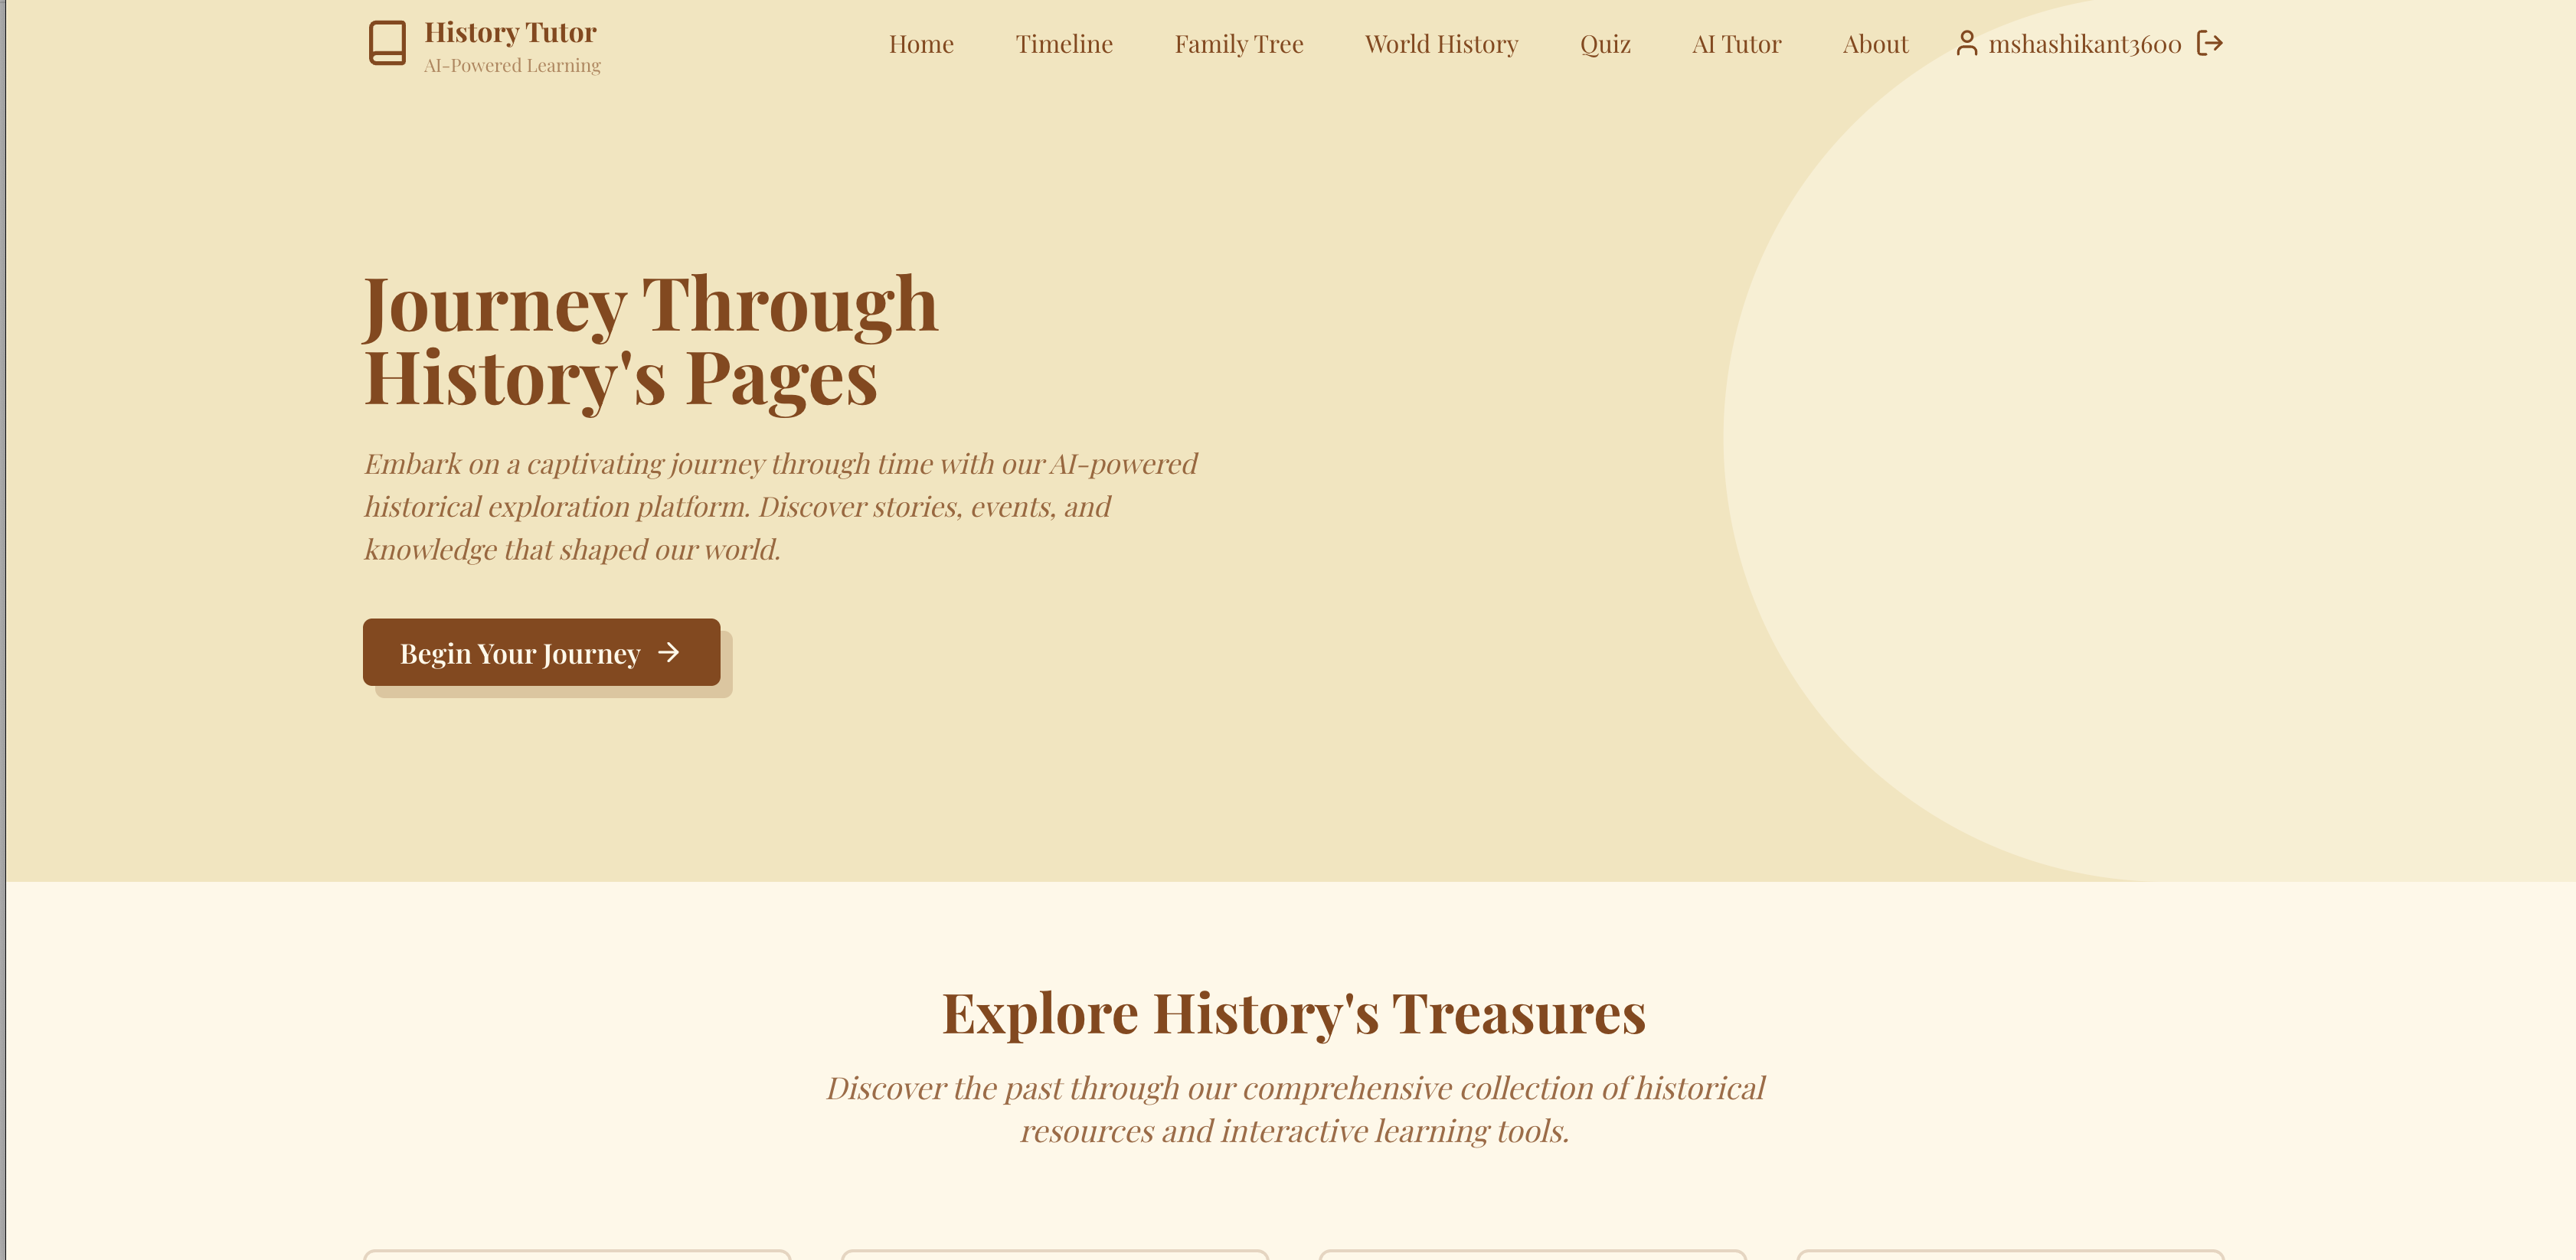 History Tutor
AI-Powered Learning
Home Timeline Family Tree World History Quiz AI Tutor About mshashikant3600
Journey Through
History's Pages
Embark on a captivating journey through time with our AI-powered
historical exploration platform. Discover stories, events, and
knowledge that shaped our world.
Begin Your Journey
Explore History's Treasures
Discover the past through our comprehensive collection of historical
resources and interactive learning tools.